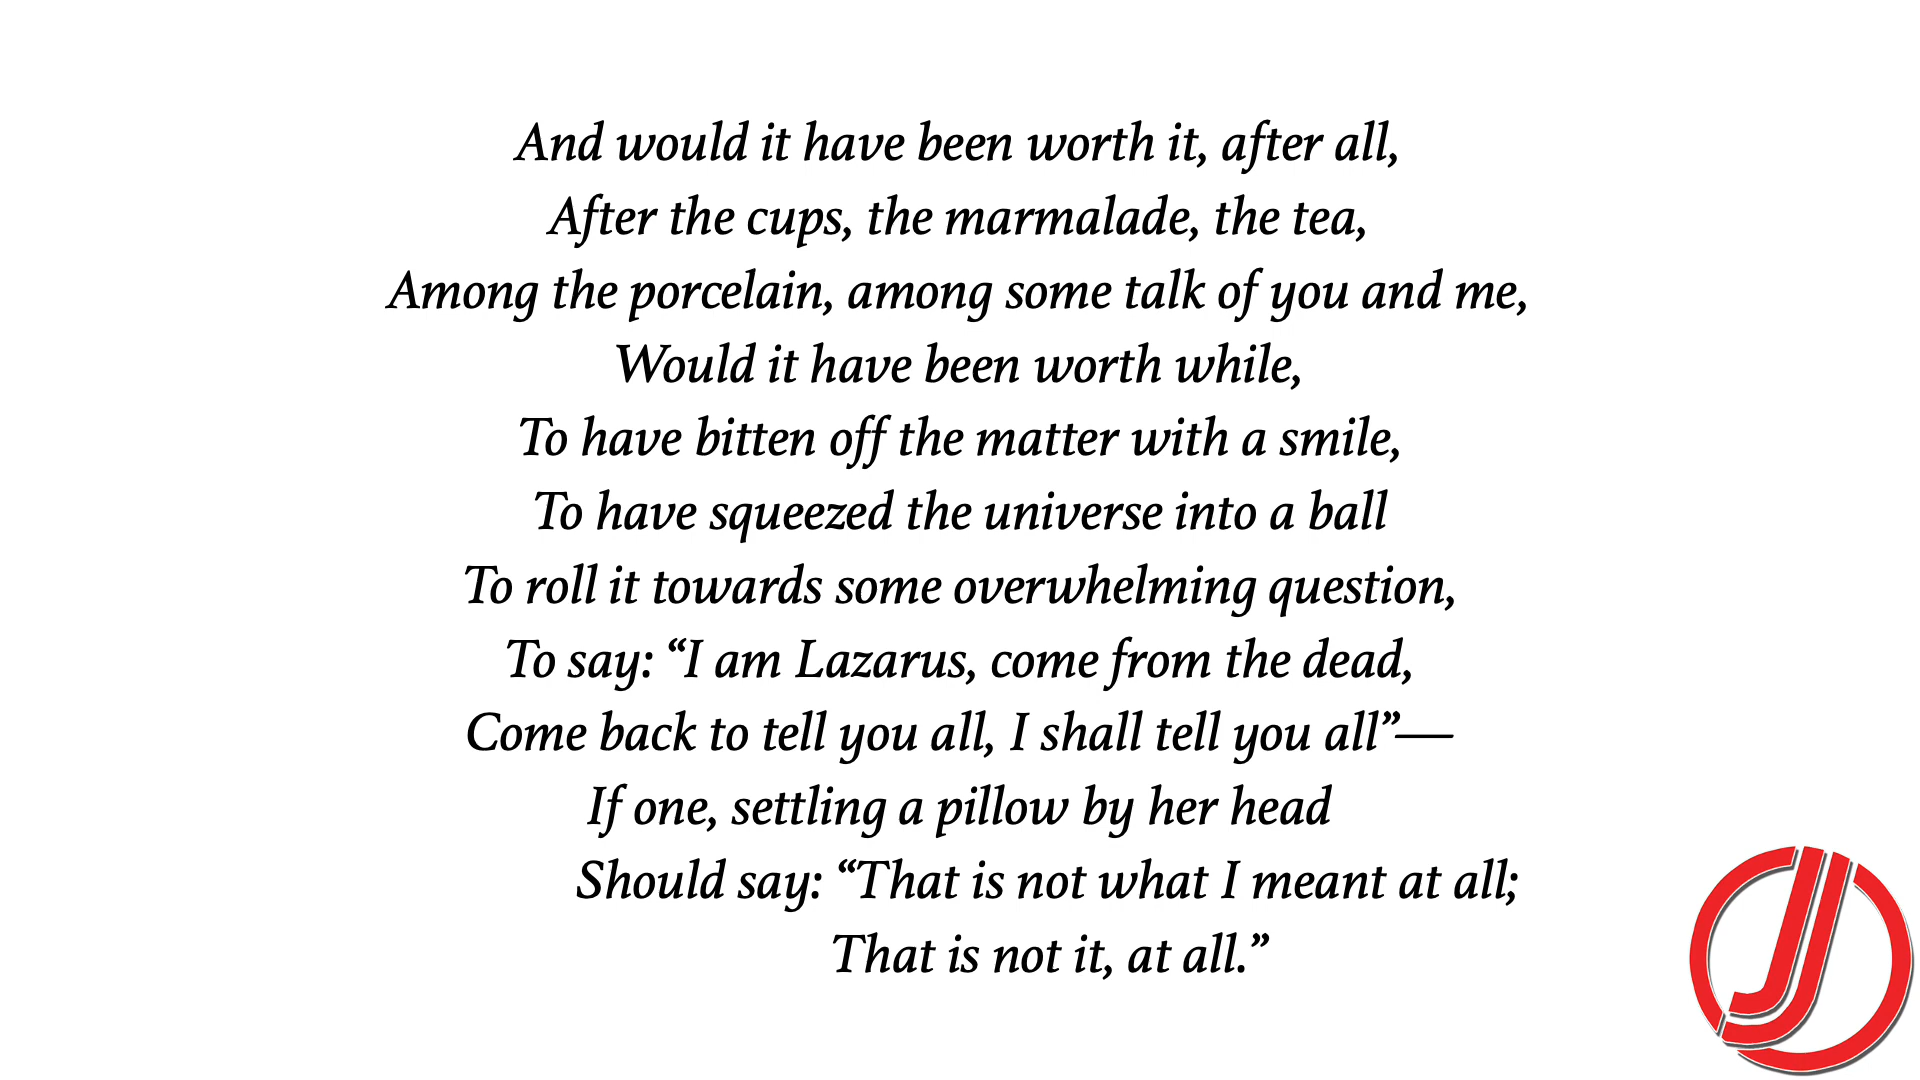 And would it have been worth it, after all,
After the cups, the marmalade, the tea,
Among the porcelain, among some talk of you and me,
Would it have been worth while,
To have bitten off the matter with a smile,
To have squeezed the universe into a ball
To roll it towards some overwhelming question,
To say: “I am Lazarus, come from the dead,
Come back to tell you all, I shall tell you all”—
If one, settling a pillow by her head
Should say: “That is not what I meant at all;
That is not it, at all.”